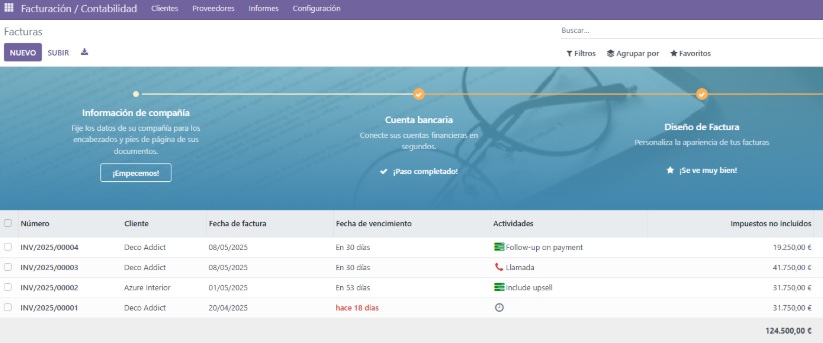 Facturación / Contabilidad Clientes Proveedores Informes Configuración
Facturas Buscar...
NUEVO SUBIR Filtros Agrupar por Favoritos
Información de compañía
Fije los datos de su compañía para los
encabezados y pies de página de sus
documentos.
¡Empecemos!
Cuenta bancaria
Conecte sus cuentas financieras en
segundos.
¡Paso completado!
Diseño de Factura
Personaliza la apariencia de tus facturas
¡Se ve muy bien!
Número Cliente Fecha de factura Fecha de vencimiento Actividades Impuestos no incluidos
INV/2025/00004 Deco Addict 08/05/2025 En 30 días Follow-up on payment 19.250,00 €
INV/2025/00003 Deco Addict 08/05/2025 En 30 días Llamada 41.750,00 €
INV/2025/00002 Azure Interior 01/05/2025 En 53 días Include upsell 31.750,00 €
INV/2025/00001 Deco Addict 20/04/2025 hace 18 días 31.750,00 €
124.500,00 €